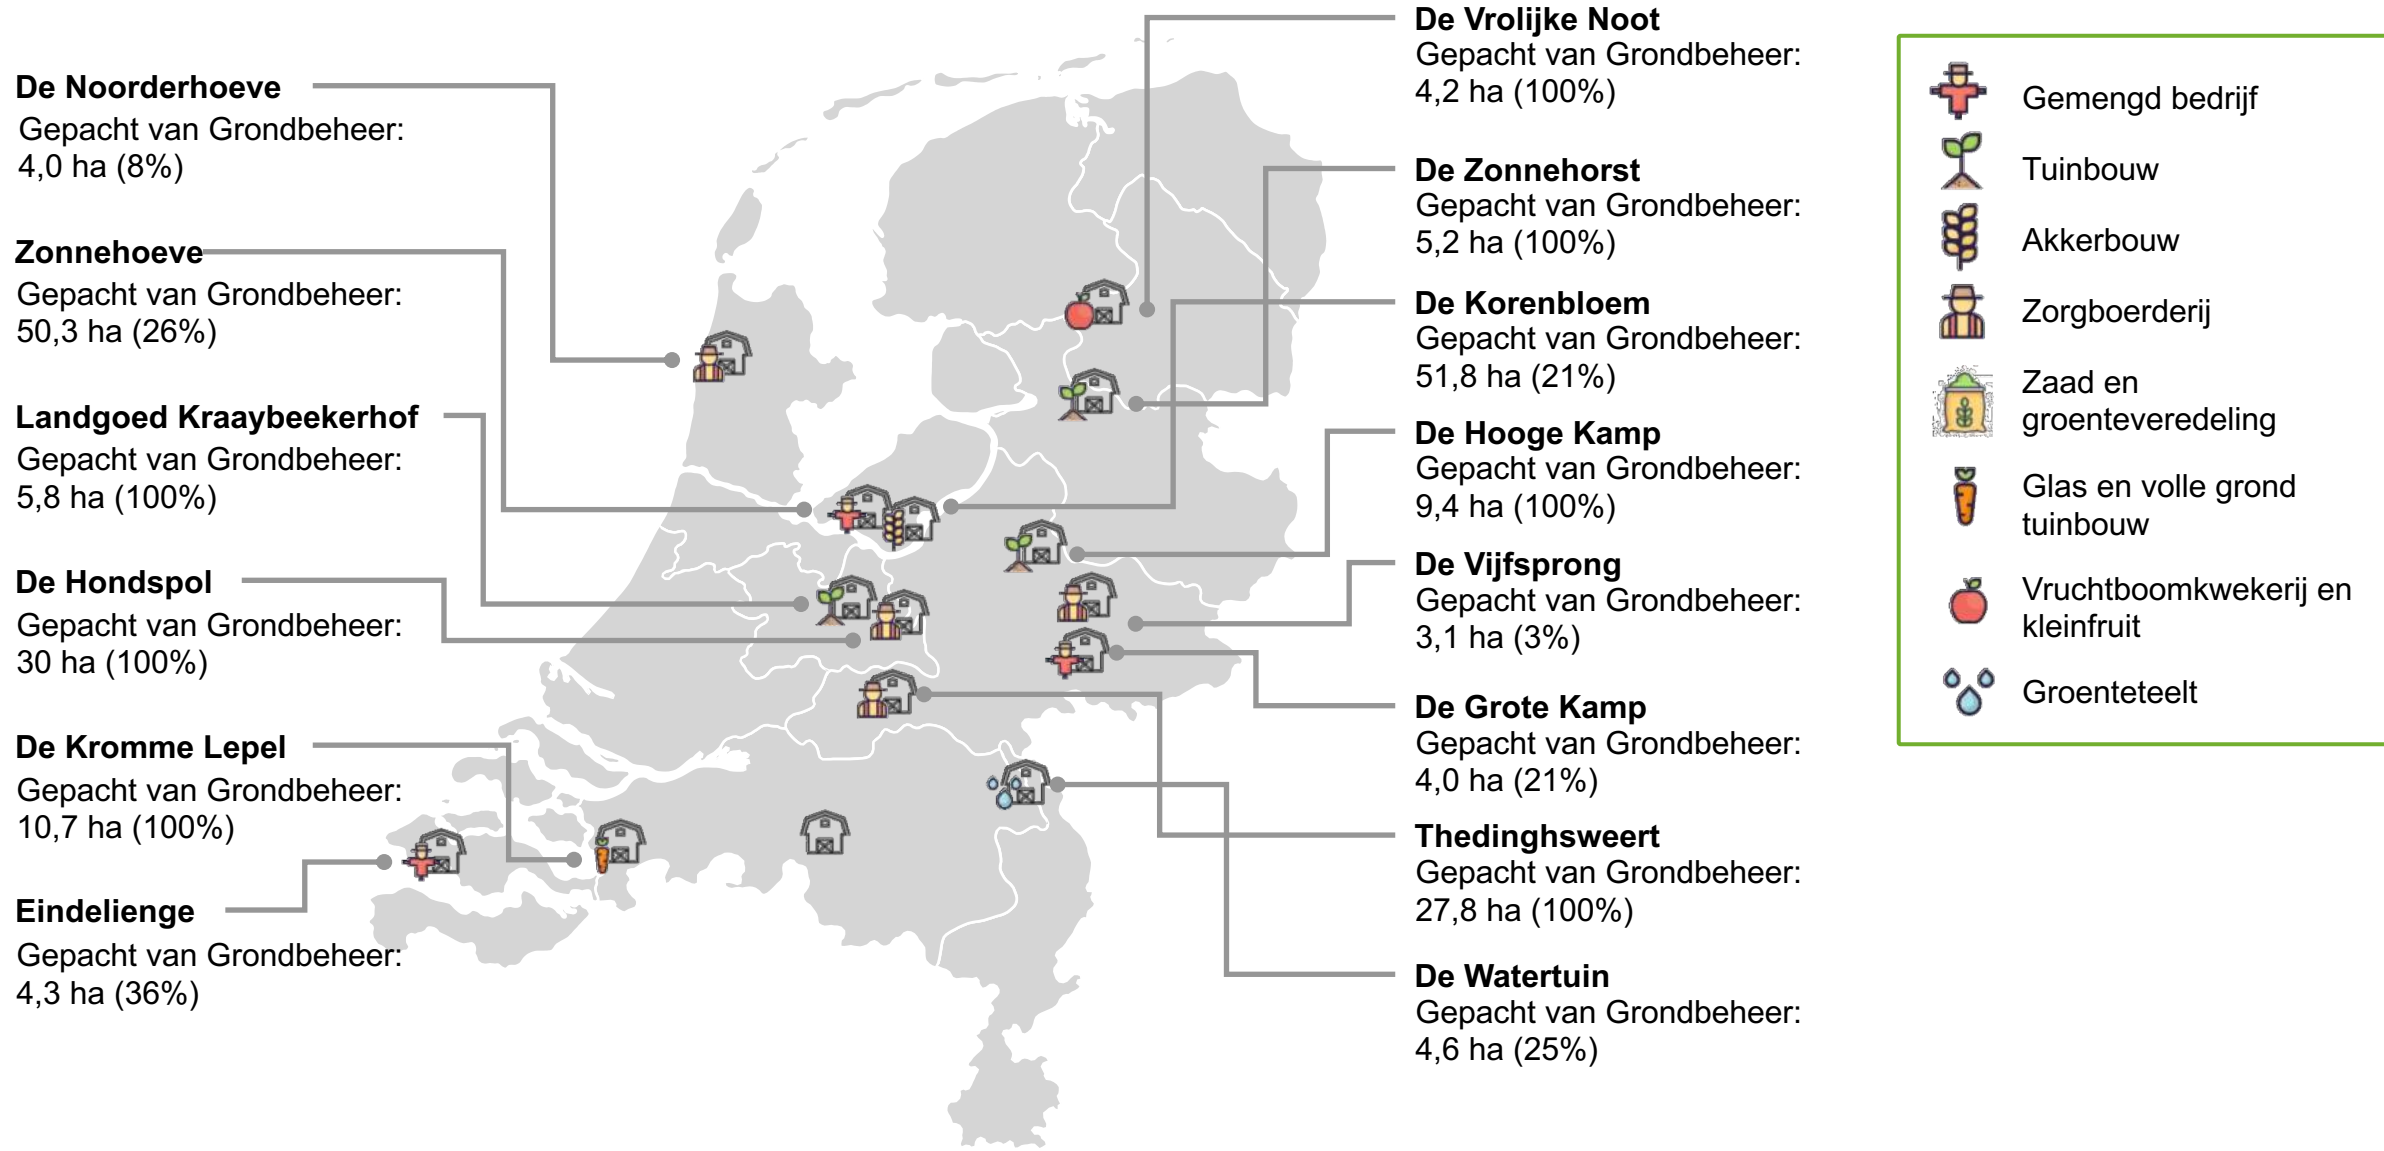 De Noorderhoeve
Gepacht van Grondbeheer:
4,0 ha (8%)
Zonnehoeve
Gepacht van Grondbeheer:
50,3 ha (26%)
Landgoed Kraaybeekerhof
Gepacht van Grondbeheer:
5,8 ha (100%)
De Hondspol
Gepacht van Grondbeheer:
30 ha (100%)
De Kromme Lepel
Gepacht van Grondbeheer:
10,7 ha (100%)
Eindelienge
Gepacht van Grondbeheer:
4,3 ha (36%)
De Vrolijke Noot
Gepacht van Grondbeheer:
4,2 ha (100%)
De Zonnehorst
Gepacht van Grondbeheer:
5,2 ha (100%)
De Korenbloem
Gepacht van Grondbeheer:
51,8 ha (21%)
De Hooge Kamp
Gepacht van Grondbeheer:
9,4 ha (100%)
De Vijfsprong
Gepacht van Grondbeheer:
3,1 ha (3%)
De Grote Kamp
Gepacht van Grondbeheer:
4,0 ha (21%)
Thedinghsweert
Gepacht van Grondbeheer:
27,8 ha (100%)
De Watertuin
Gepacht van Grondbeheer:
4,6 ha (25%)
Gemengd bedrijf
Tuinbouw
Akkerbouw
Zorgboerderij
Zaad en
groenteveredeling
Glas en volle grond
tuinbouw
Vruchtboomkwekerij en
kleinfruit
Groenteteelt